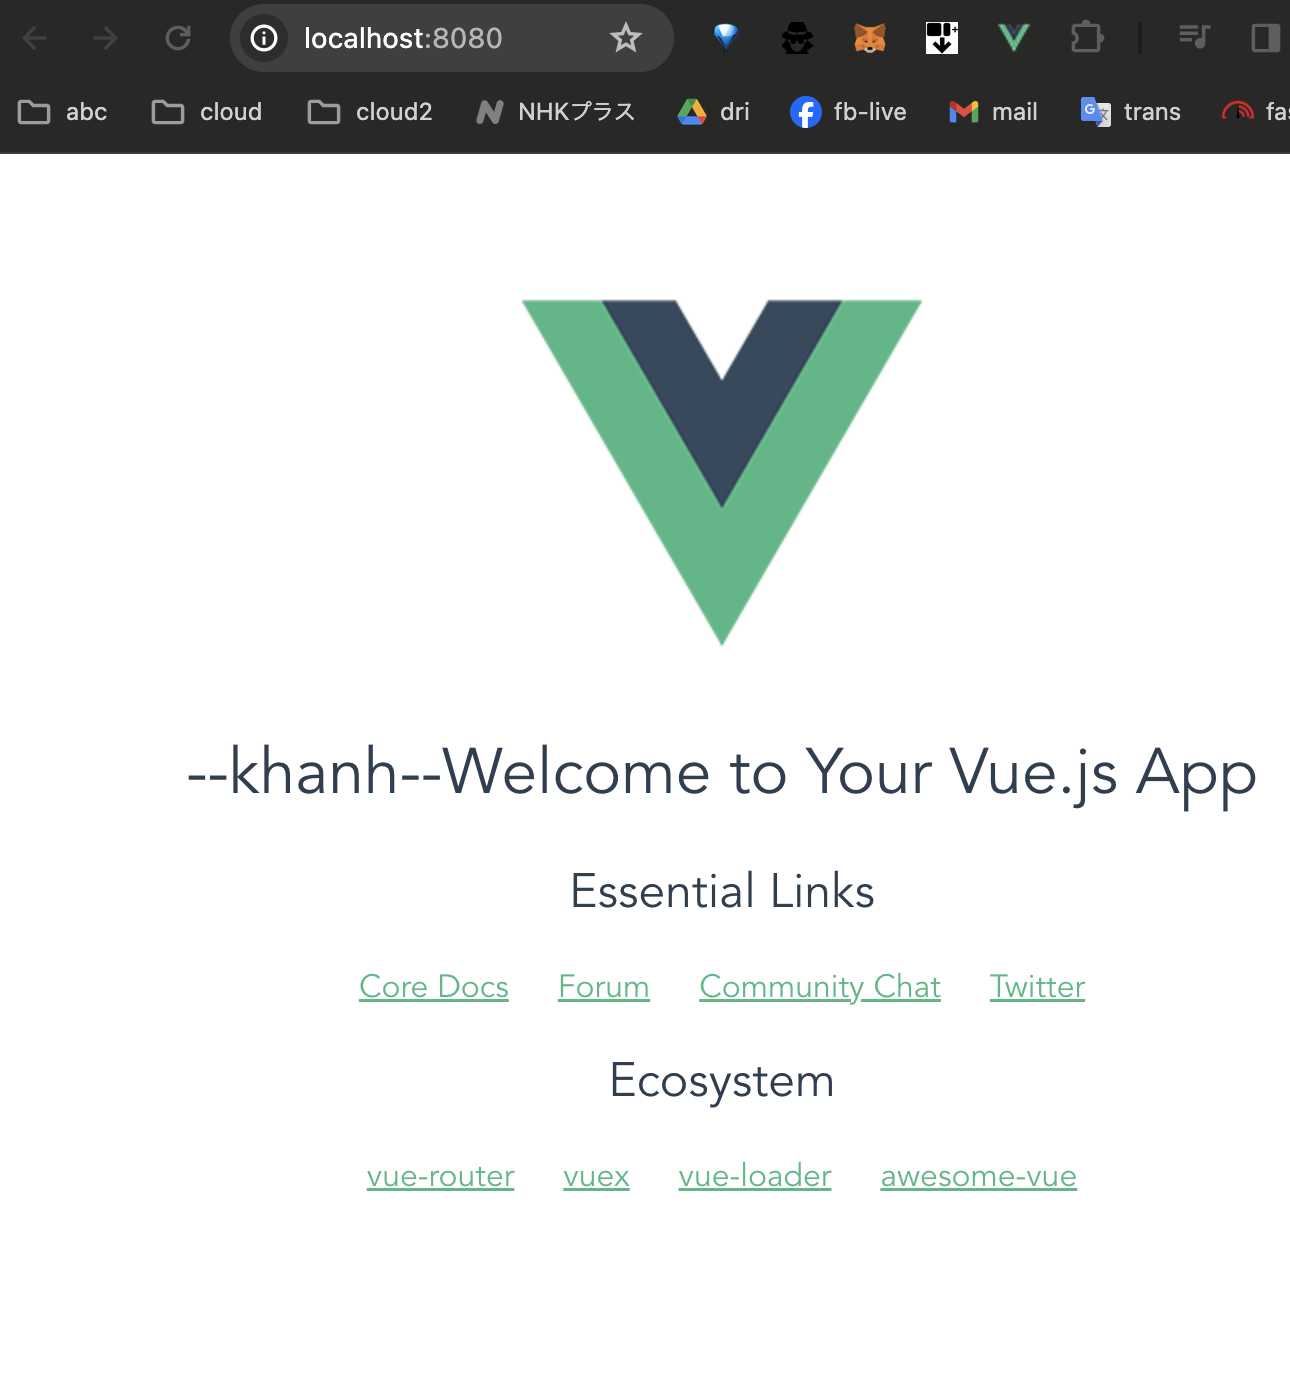 localhost:8080
abc cloud cloud2 NHKプラス dri fb-live mail trans fas
--khanh--Welcome to Your Vue.js App
Essential Links
Core Docs Forum Community Chat Twitter
Ecosystem
vue-router vuex vue-loader awesome-vue